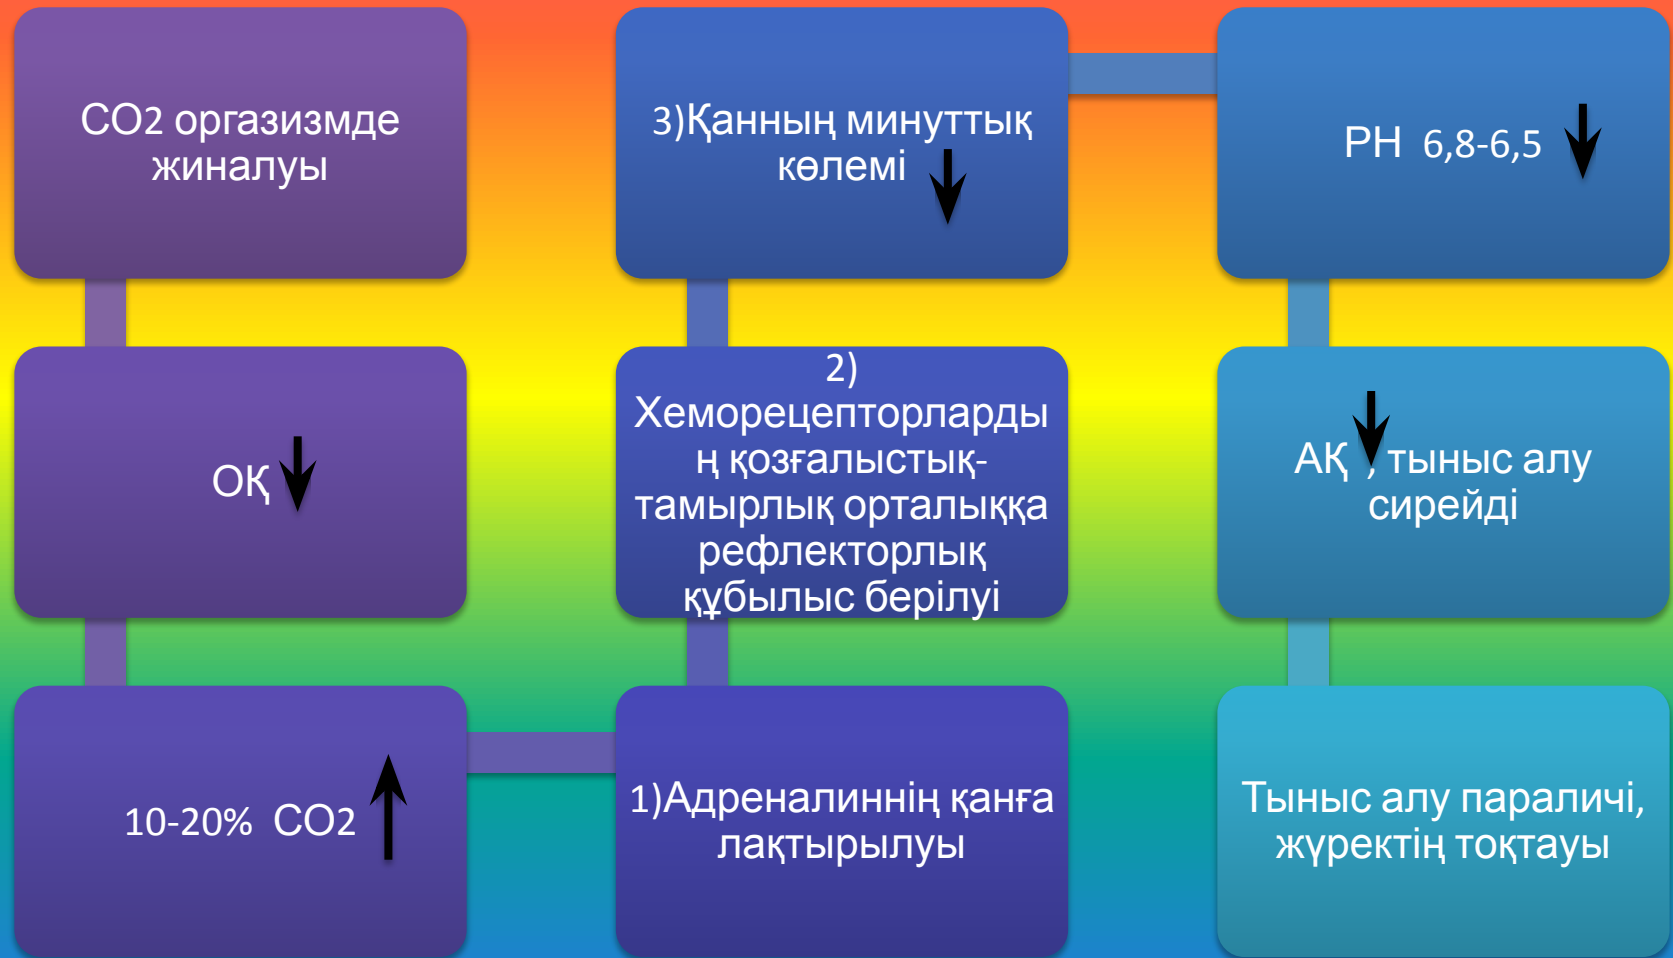 СО2 оргазизмде
жиналуы
ОҚ
10-20% СО2
1)Адреналиннің қанға
лақтырылуы
2)
Хеморецепторларды
ң қозғалыстық-
тамырлық орталыққа
рефлекторлық
құбылыс берілуі
3)Қанның минуттық
көлемі
РН 6,8-6,5
АҚ , тыныс алу
сирейді
Тыныс алу параличі,
жүректің тоқтауы